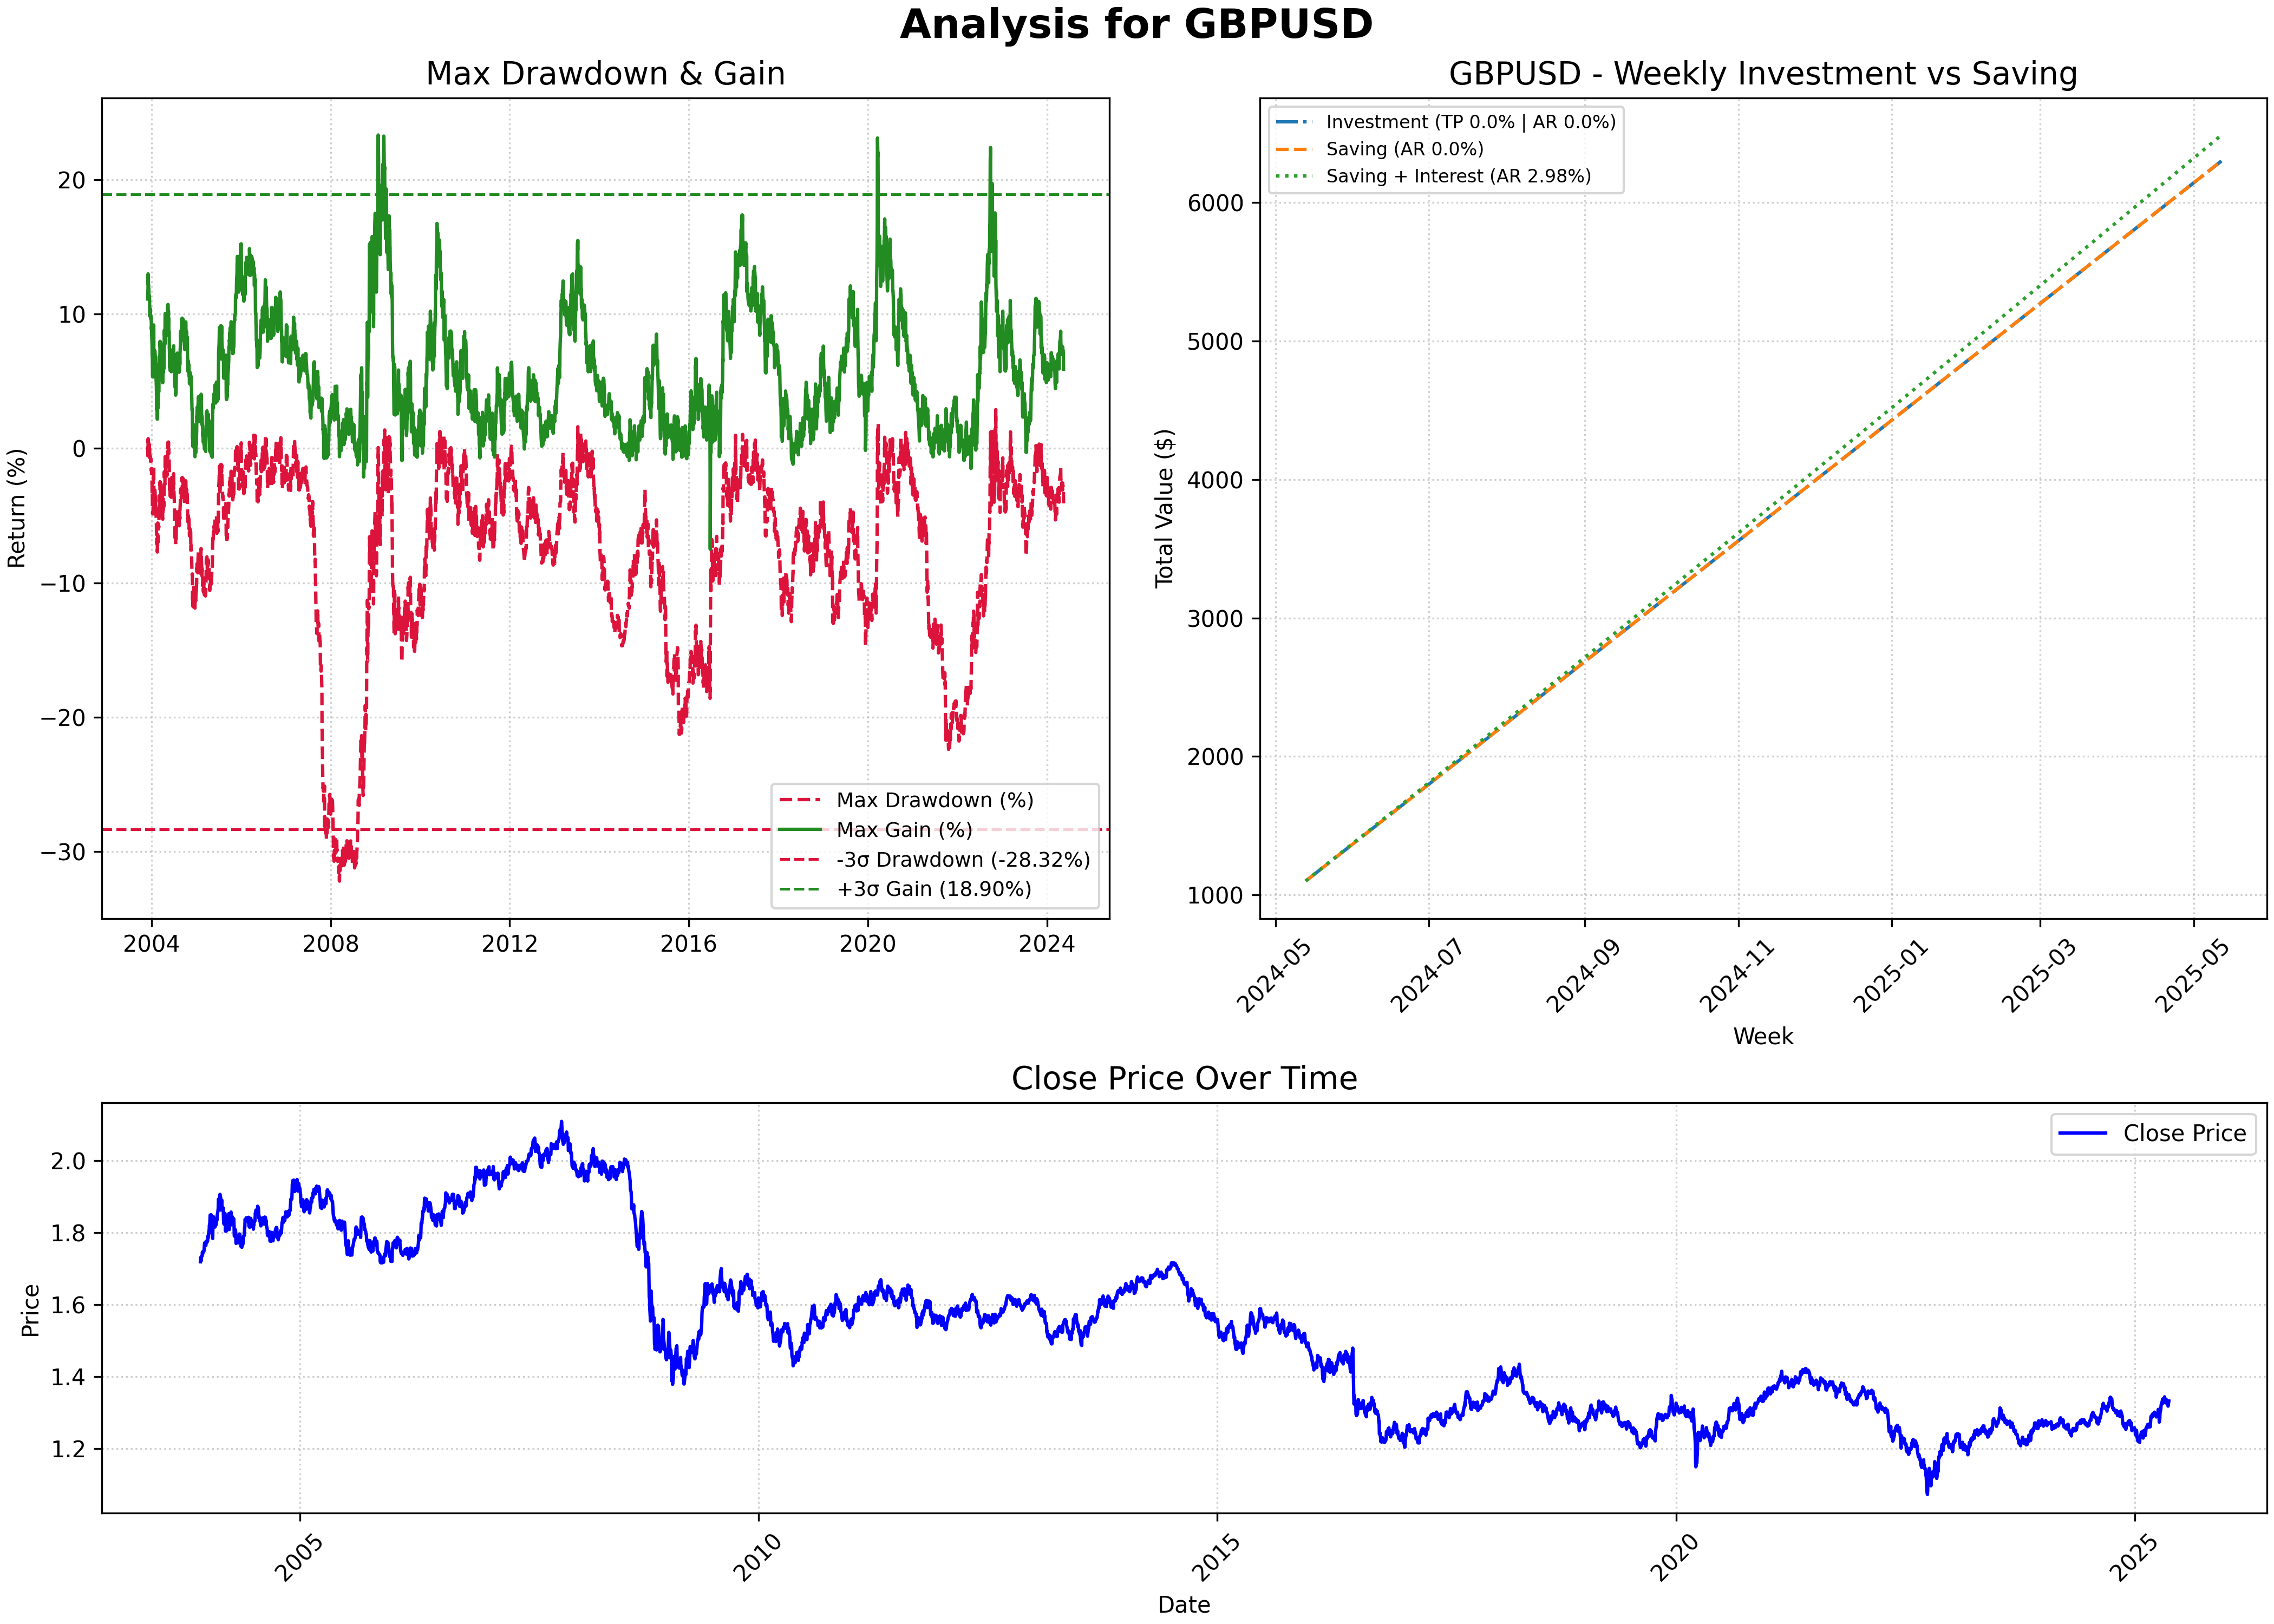 Analysis for GBPUSD
Max Drawdown & Gain
Return (%)
20
10
0
−10
−20
−30
2004
2008
2012
2016
2020
2024
Max Drawdown (%)
Max Gain (%)
-3σ Drawdown (-28.32%)
+3σ Gain (18.90%)
GBPUSD - Weekly Investment vs Saving
Investment (TP 0.0% | AR 0.0%)
Saving (AR 0.0%)
Saving + Interest (AR 2.98%)
Total Value ($)
6000
5000
4000
3000
2000
1000
2024-05
2024-07
2024-09
2024-11
2025-01
2025-03
2025-05
Week
Close Price Over Time
Close Price
Price
2.0
1.8
1.6
1.4
1.2
2005
2010
2015
2020
2025
Date